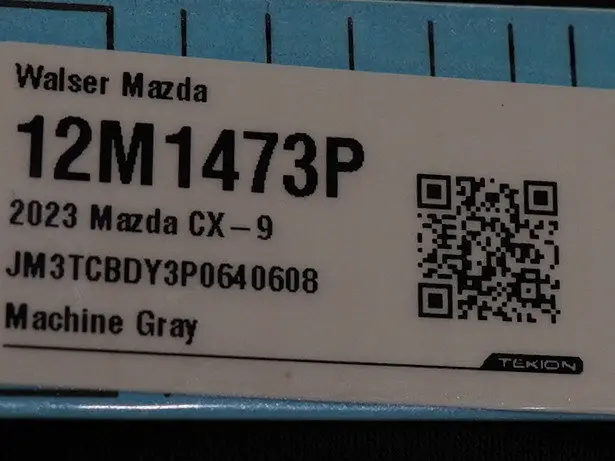 Walser Mazda
12M1473P
2023 Mazda CX-9
JM3TCBDY3P0640608
Machine Gray
TEKION